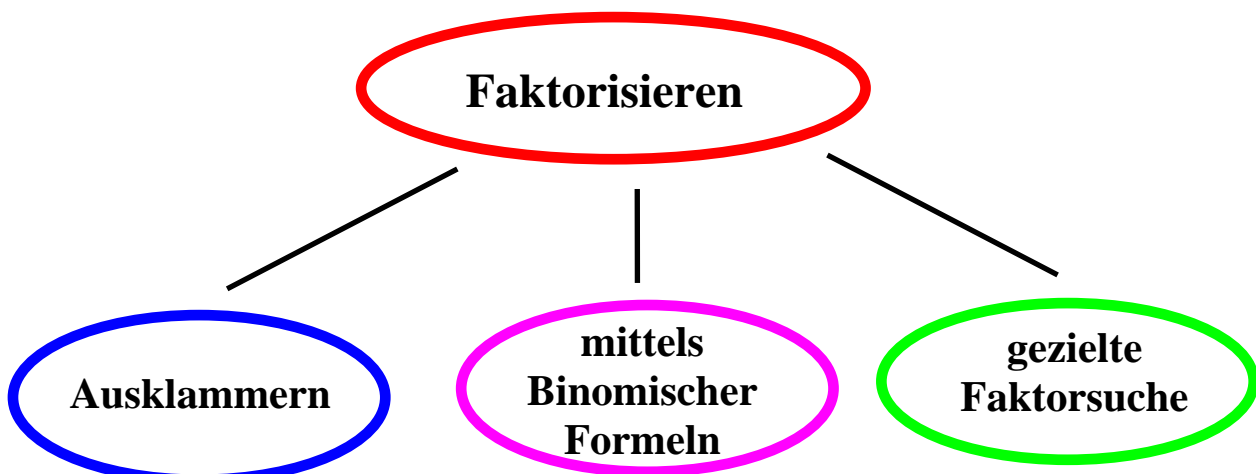 Faktorisieren
Ausklammern
mittels
Binomischer
Formeln
gezielte
Faktorsuche